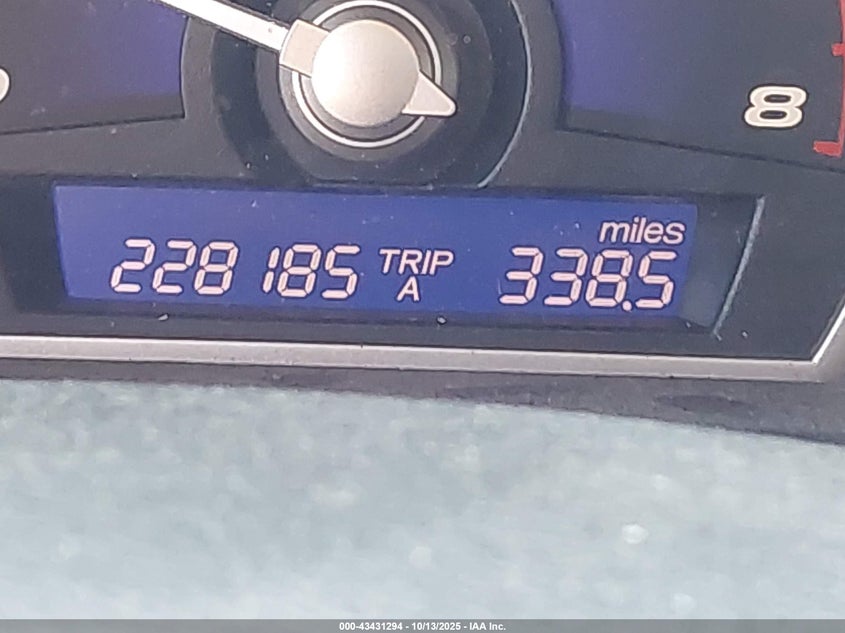 8
miles
228185 TRIP A 338.5
000-43431294 - 10/13/2025 - IAA Inc.